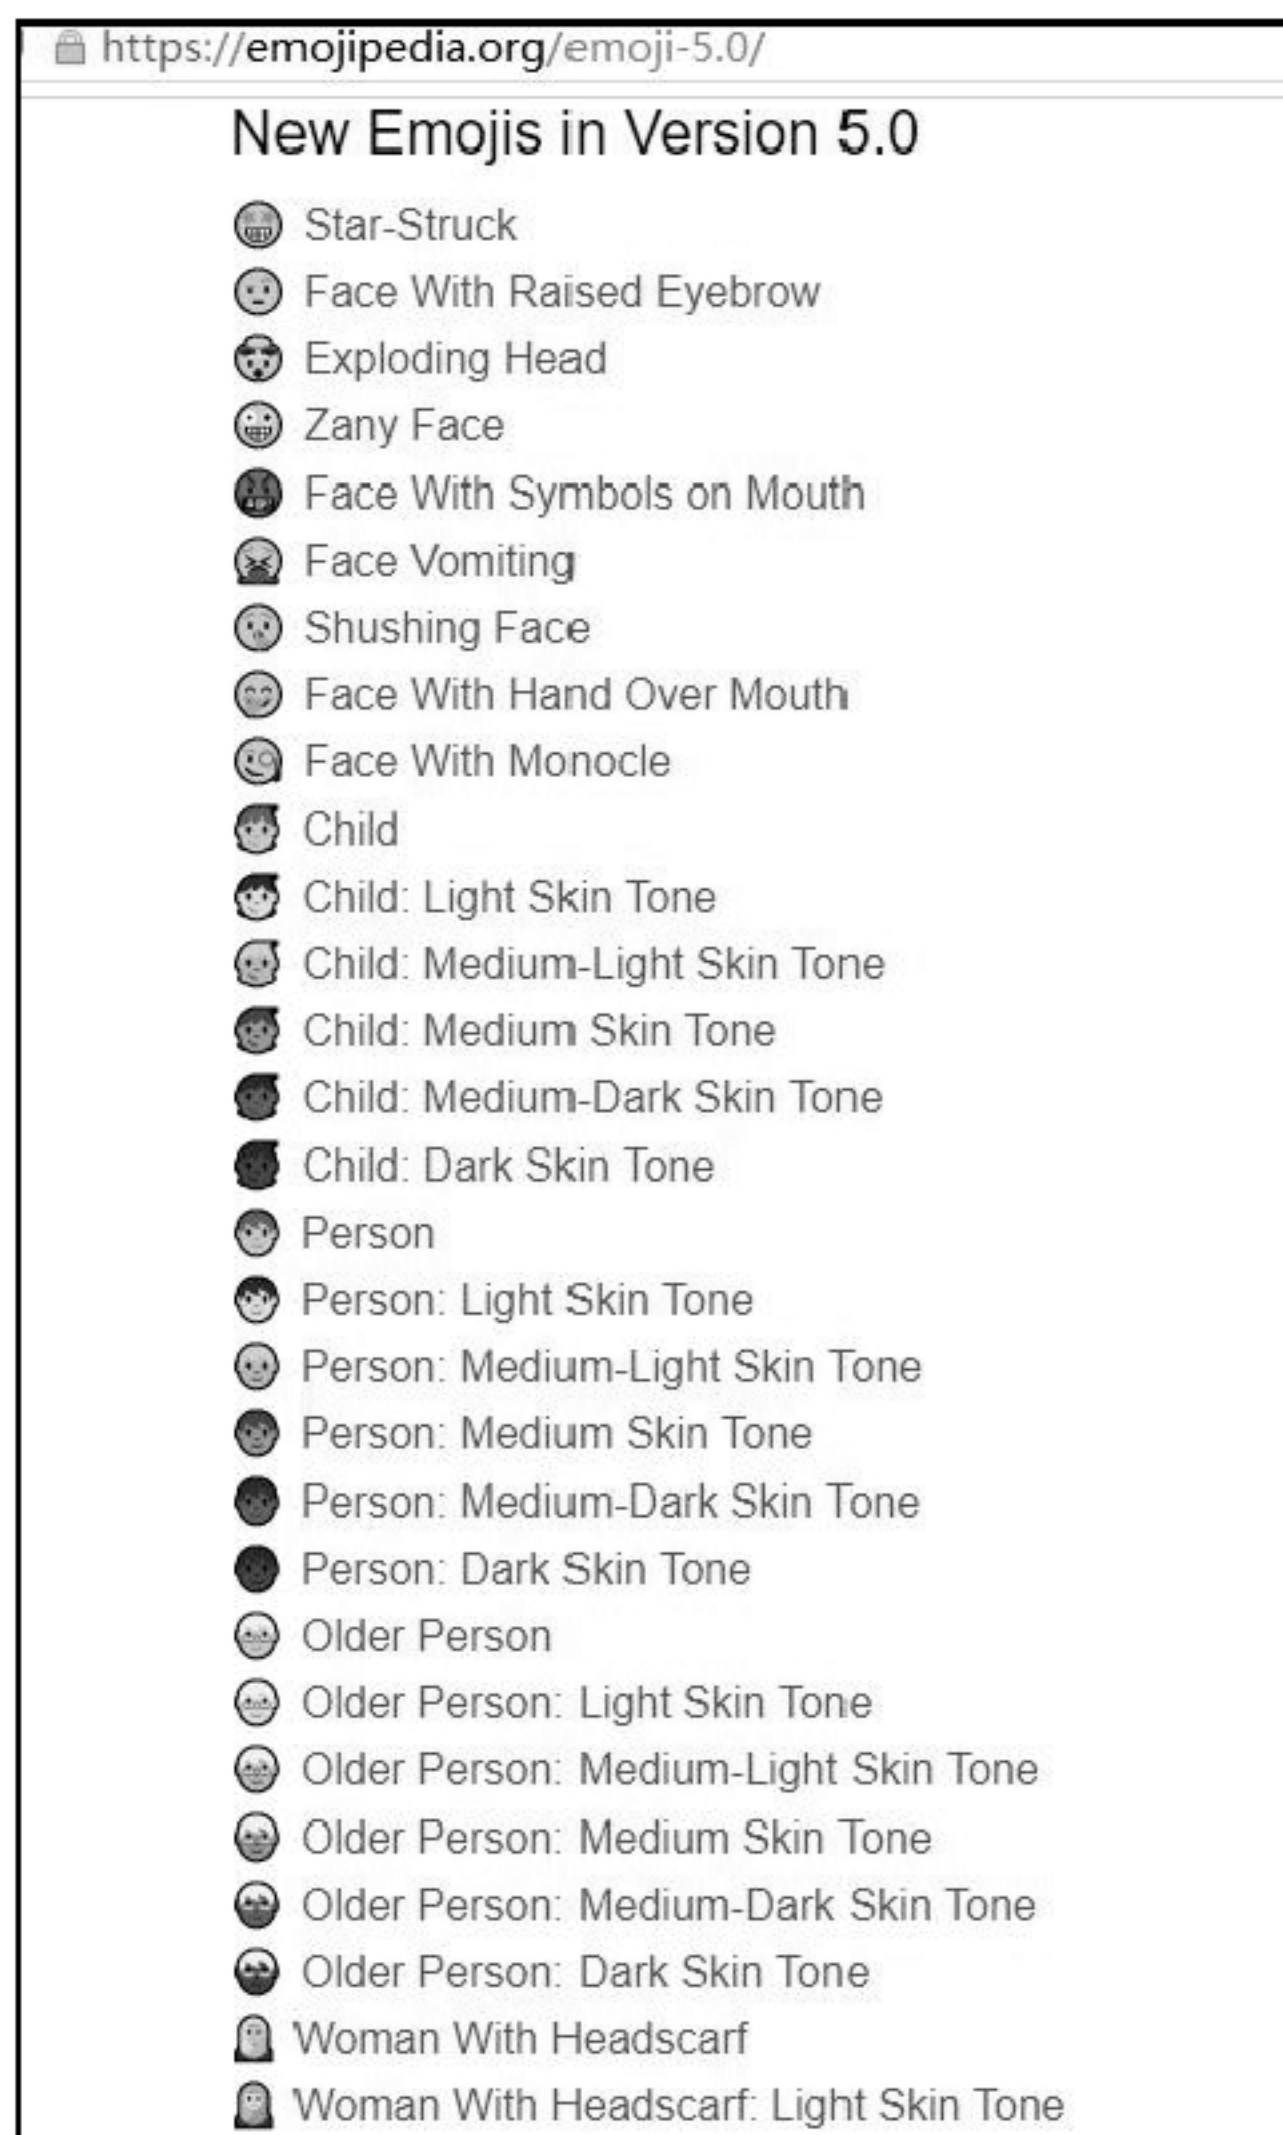 https://emojipedia.org/emoji-5.0/
New Emojis in Version 5.0
Star-Struck
Face With Raised Eyebrow
Exploding Head
Zany Face
Face With Symbols on Mouth
Face Vomiting
Shushing Face
Face With Hand Over Mouth
Face With Monocle
Child
Child: Light Skin Tone
Child: Medium-Light Skin Tone
Child: Medium Skin Tone
Child: Medium-Dark Skin Tone
Child: Dark Skin Tone
Person
Person: Light Skin Tone
Person: Medium-Light Skin Tone
Person: Medium Skin Tone
Person: Medium-Dark Skin Tone
Person: Dark Skin Tone
Older Person
Older Person: Light Skin Tone
Older Person: Medium-Light Skin Tone
Older Person: Medium Skin Tone
Older Person: Medium-Dark Skin Tone
Older Person: Dark Skin Tone
Woman With Headscarf
Woman With Headscarf: Light Skin Tone